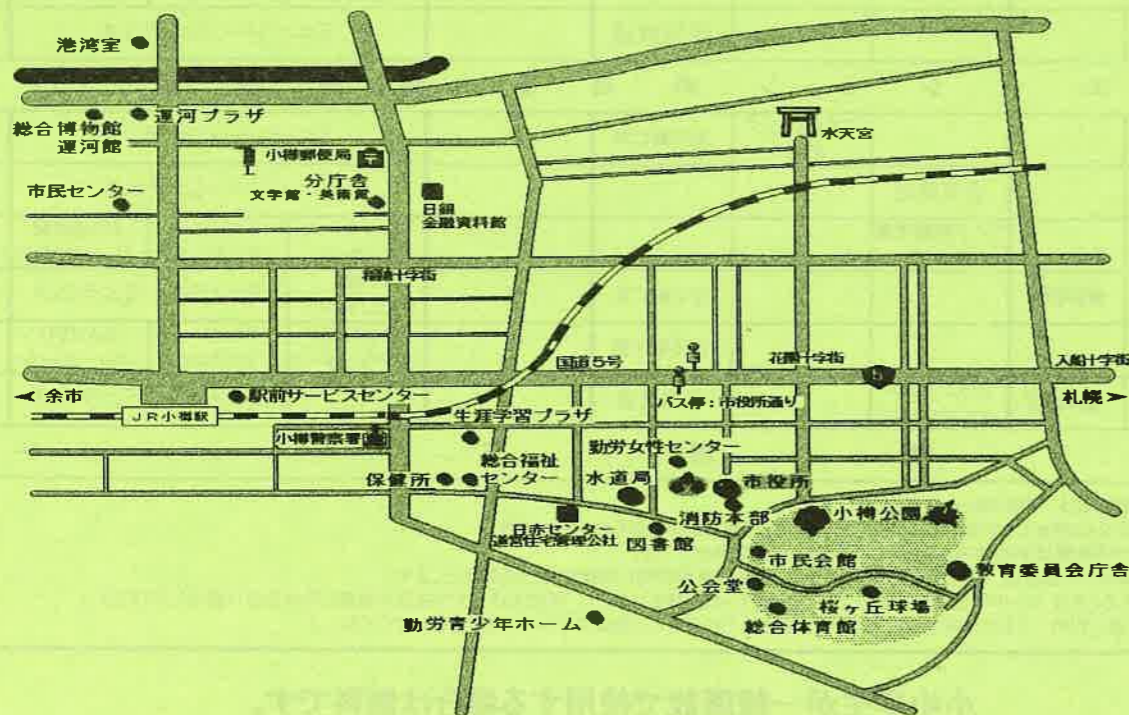 港湾室
総合博物館
運河館
運河プラザ
水天宮
小樽郵便局
分庁舎
文学館・美術館
市民センター
日銀
金融資料館
稲穂十字街
国道5号
花園十字街
入船十字街
5
余市
駅前サービスセンター
バス停：市役所通り
札幌
JR小樽駅
生涯学習プラザ
小樽警察署
勤労女性センター
総合福祉
センター
保健所
水道局
市役所
消防本部
小樽公園
日赤センター
道営住宅管理公社
図書館
市民会館
教育委員会庁舎
公会堂
桜ヶ丘球場
総合体育館
勤労青少年ホーム